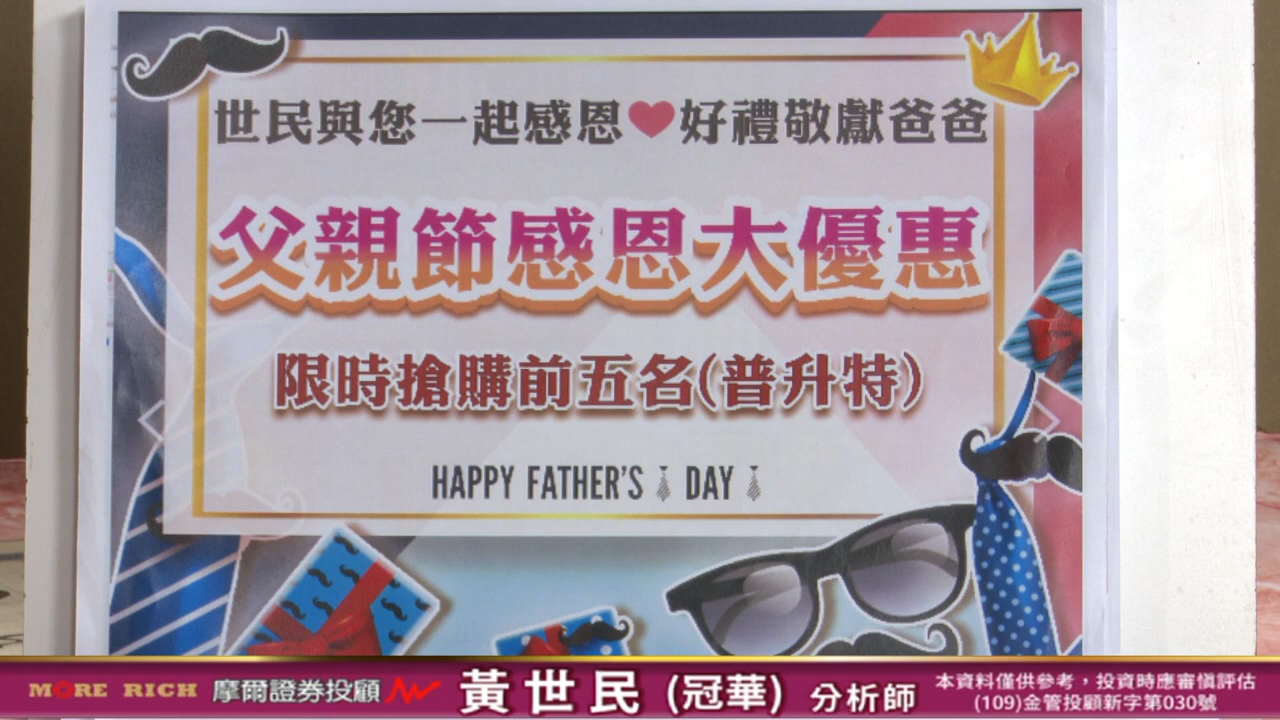 世民與您一起感恩❤好禮敬獻爸爸
父親節感恩大優惠
限時搶購前五名(普升特)
HAPPY FATHER'S DAY
MORE RICH 摩爾證券投顧 黃世民 (冠華) 分析師
本資料僅供參考，投資時應審慎評估
(109)金管投顧新字第030號